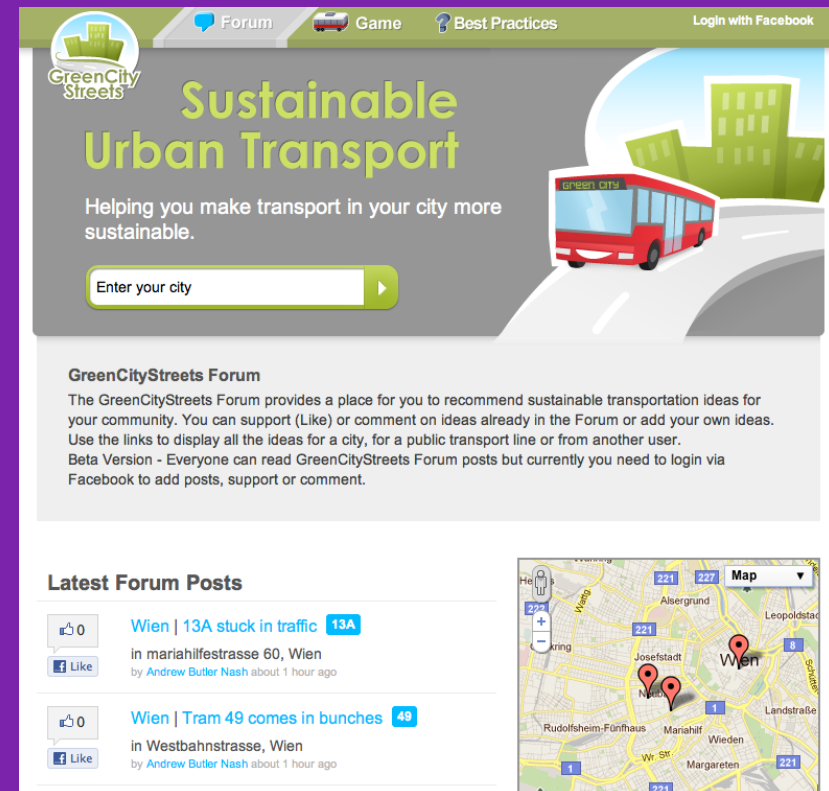 Forum
Game
Best Practices
Login with Facebook
GreenCity
Streets
Sustainable
Urban Transport
Helping you make transport in your city more
sustainable.
GREEN CITY
Enter your city
GreenCityStreets Forum
The GreenCityStreets Forum provides a place for you to recommend sustainable transportation ideas for
your community. You can support (Like) or comment on ideas already in the Forum or add your own ideas.
Use the links to display all the ideas for a city, for a public transport line or from another user.
Beta Version - Everyone can read GreenCityStreets Forum posts but currently you need to login via
Facebook to add posts, support or comment.
Latest Forum Posts
0
Like
Wien | 13A stuck in traffic 13A
in mariahilfestrasse 60, Wien
by Andrew Butler Nash about 1 hour ago
0
Like
Wien | Tram 49 comes in bunches 49
in Westbahnstrasse, Wien
by Andrew Butler Nash about 1 hour ago
Map
221
227
Alsergrund
222
221
8
Josefstadt
Wien
1
Landstraße
Rudolfsheim-Fünfhaus
Mariahilf
Wieden
Wr. Str.
Margareten
221
1
221